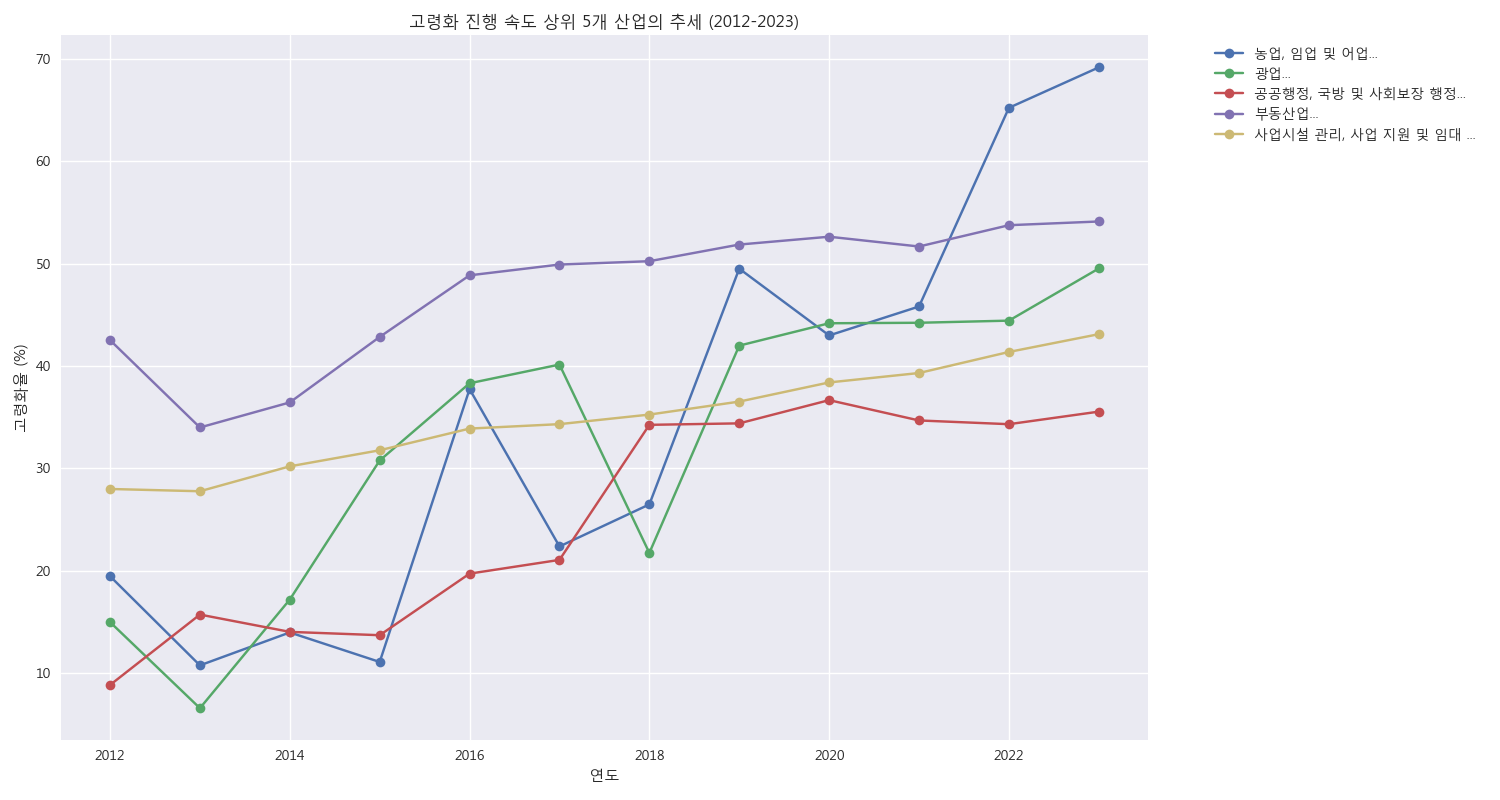 고령화 진행 속도 상위 5개 산업의 추세 (2012-2023)
농업, 임업 및 어업...
광업...
공공행정, 국방 및 사회보장 행정...
부동산업...
사업시설 관리, 사업 지원 및 임대 ...
고령화율 (%)
70
60
50
40
30
20
10
2012
2014
2016
2018
2020
2022
연도